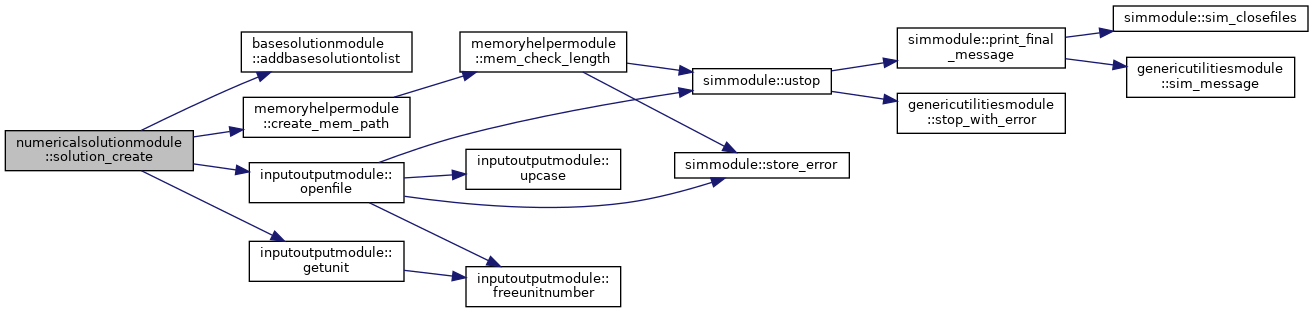 numericalsolutionmodule
::solution_create
basesolutionmodule
::addbasesolutiontolist
memoryhelpermodule
::create_mem_path
inputoutputmodule::
openfile
inputoutputmodule::
getunit
memoryhelpermodule
::mem_check_length
inputoutputmodule::
upcase
inputoutputmodule::
freeunitnumber
simmodule::ustop
simmodule::store_error
simmodule::print_final
_message
genericutilitiesmodule
::stop_with_error
simmodule::sim_closefiles
genericutilitiesmodule
::sim_message